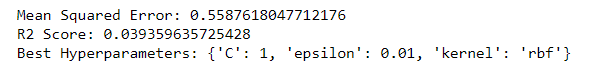 Mean Squared Error: 0.5587618047712176
R2 Score: 0.039359635725428
Best Hyperparameters: {'C': 1, 'epsilon': 0.01, 'kernel': 'rbf'}